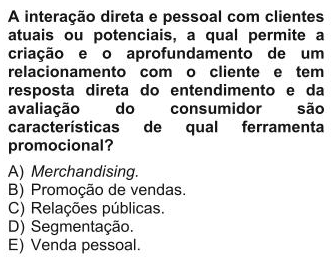 A interação direta e pessoal com clientes
atuais ou potenciais, a qual permite a
criação e o aprofundamento de um
relacionamento com o cliente e tem
resposta direta do entendimento e da
avaliação do consumidor são
características de qual ferramenta
promocional?
A) Merchandising.
B) Promoção de vendas.
C) Relações públicas.
D) Segmentação.
E) Venda pessoal.